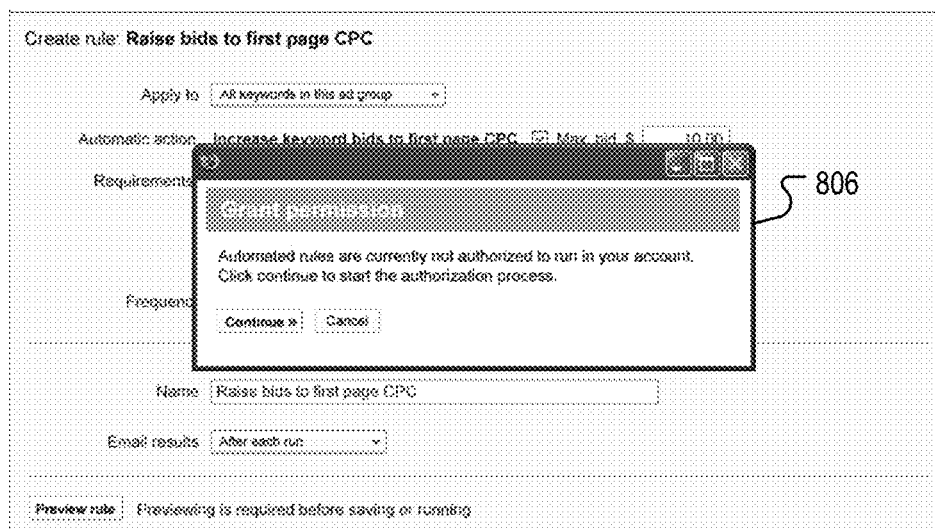 Create rule: Raise bids to first page CPC
Apply to All keywords in this ad group
Automatic action Increase keyword bids to first page CPC Max. bid $ 10.00
Requirements
806
Grant permission
Automated rules are currently not authorized to run in your account.
Click continue to start the authorization process.
Frequenc
Continue » Cancel
Name Raise bids to first page CPC
Email results After each run
Preview rule Previewing is required before saving or running